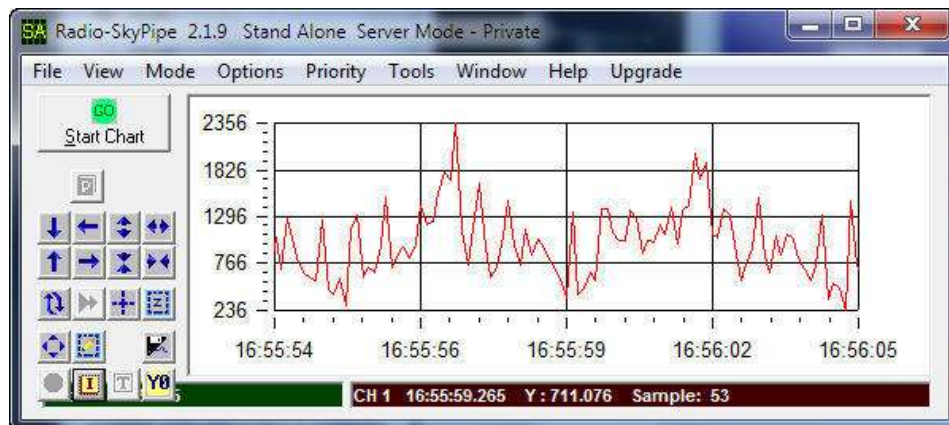 SA Radio-SkyPipe 2.1.9 Stand Alone Server Mode - Private
File View Mode Options Priority Tools Window Help Upgrade
GO
Start Chart
P
Z
I T Y0
2356
1826
1296
766
236
16:55:54 16:55:56 16:55:59 16:56:02 16:56:05
CH 1 16:55:59.265 Y : 711.076 Sample: 53